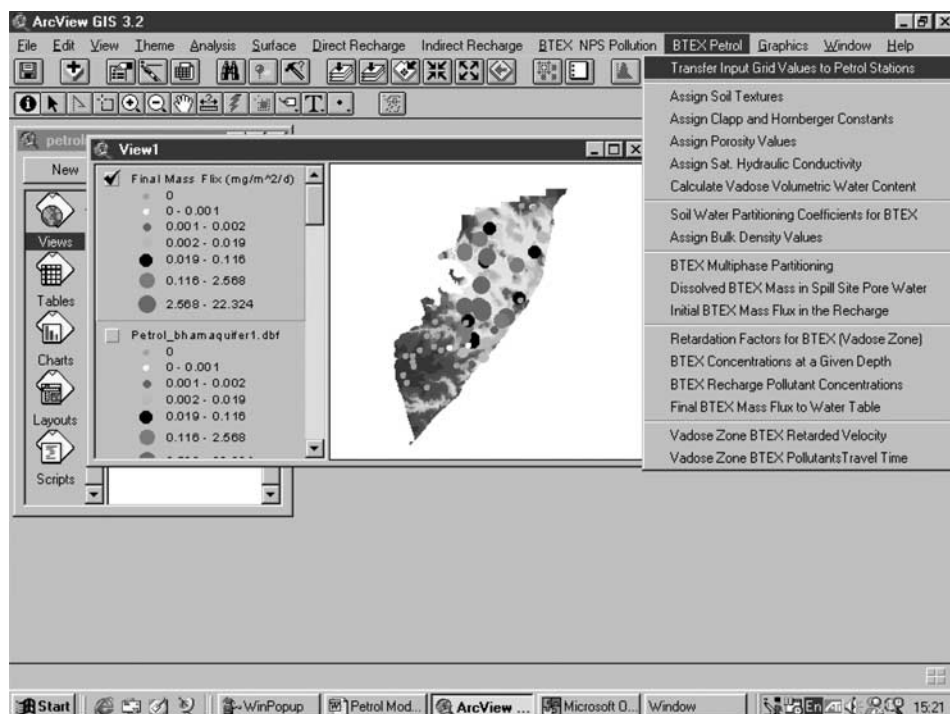 ArcView GIS 3.2
File Edit View Theme Analysis Surface Direct Recharge Indirect Recharge BTEX NPS Pollution BTEX Petrol Graphics Window Help
Transfer Input Grid Values to Petrol Stations
Assign Soil Textures
Assign Clapp and Hornberger Constants
Assign Porosity Values
Assign Sat. Hydraulic Conductivity
Calculate Vadose Volumetric Water Content
Soil Water Partitioning Coefficients for BTEX
Assign Bulk Density Values
BTEX Multiphase Partitioning
Dissolved BTEX Mass in Spill Site Pore Water
Initial BTEX Mass Flux in the Recharge
Retardation Factors for BTEX (Vadose Zone)
BTEX Concentrations at a Given Depth
BTEX Recharge Pollutant Concentrations
Final BTEX Mass Flux to Water Table
Vadose Zone BTEX Retarded Velocity
Vadose Zone BTEX PollutantsTravel Time
petrol
New
Views
Tables
Charts
Layouts
Scripts
View1
Final Mass Flix (mg/m^2/d)
0
0 - 0.001
0.001 - 0.002
0.002 - 0.019
0.019 - 0.116
0.116 - 2.568
2.568 - 22.324
Petrol_bhamaquifer1.dbf
0
0 - 0.001
0.001 - 0.002
0.002 - 0.019
0.019 - 0.116
0.116 - 2.568
Start WinPopup Petrol Mod... ArcView ... Microsoft O... Window En 15:21